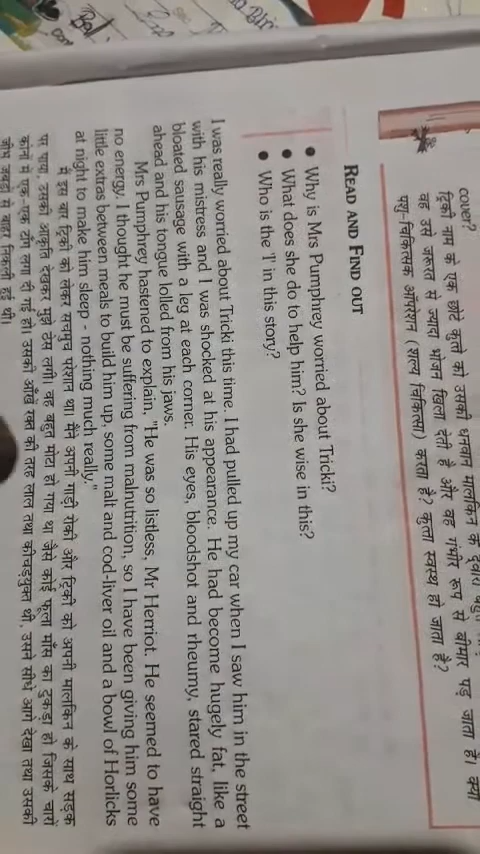 cover?
ट्रिकी नाम के एक छोटे कुत्ते को उसकी धनवान मालकिन के द्वारा
वह उसे जरूरत से ज्यादा भोजन खिला देती है और वह गंभीर रूप से बीमार पड़ जाता है। क्या
पशु-चिकित्सक ऑपरेशन (शल्य चिकित्सा) करता है? कुत्ता स्वस्थ हो जाता है?
READ AND FIND OUT
• Why is Mrs Pumphrey worried about Tricki?
• What does she do to help him? Is she wise in this?
• Who is the 'I' in this story?
I was really worried about Tricki this time. I had pulled up my car when I saw him in the street
with his mistress and I was shocked at his appearance. He had become hugely fat, like a
bloated sausage with a leg at each corner. His eyes, bloodshot and rheumy, stared straight
ahead and his tongue lolled from his jaws.
Mrs Pumphrey hastened to explain, "He was so listless, Mr Herriot. He seemed to have
no energy. I thought he must be suffering from malnutrition, so I have been giving him some
little extras between meals to build him up, some malt and cod-liver oil and a bowl of Horlicks
at night to make him sleep - nothing much really."
मैं इस बार ट्रिकी को लेकर सचमुच परेशान था। मैंने अपनी गाड़ी रोकी और ट्रिकी को अपनी मालकिन के साथ सड़क
पर पाया, उसकी आकृति देखकर मुझे ठेस लगी। वह बहुत मोटा हो गया था जैसे कोई फूला माँस का टुकड़ा हो जिसके चारों
कोनों में एक-एक टाँग लगा दी गई हो। उसकी आँखें रक्त की तरह लाल तथा कीचड़युक्त थी, उसने सीधे आगे देखा तथा उसकी
जीभ जबड़ों से बाहर निकली हुई थी।